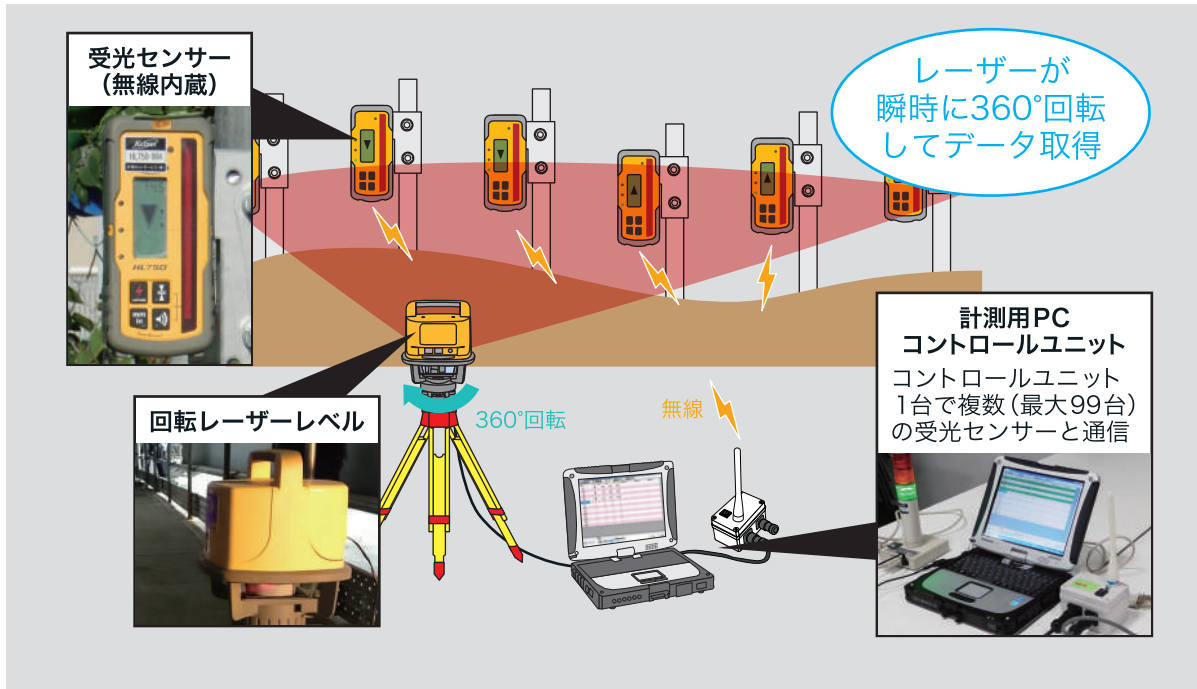 受光センサー
（無線内蔵）
HL750
mm
in
レーザーが
瞬時に360°回転
してデータ取得
回転レーザーレベル
360°回転
無線
計測用PC
コントロールユニット
コントロールユニット
1台で複数（最大99台）
の受光センサーと通信